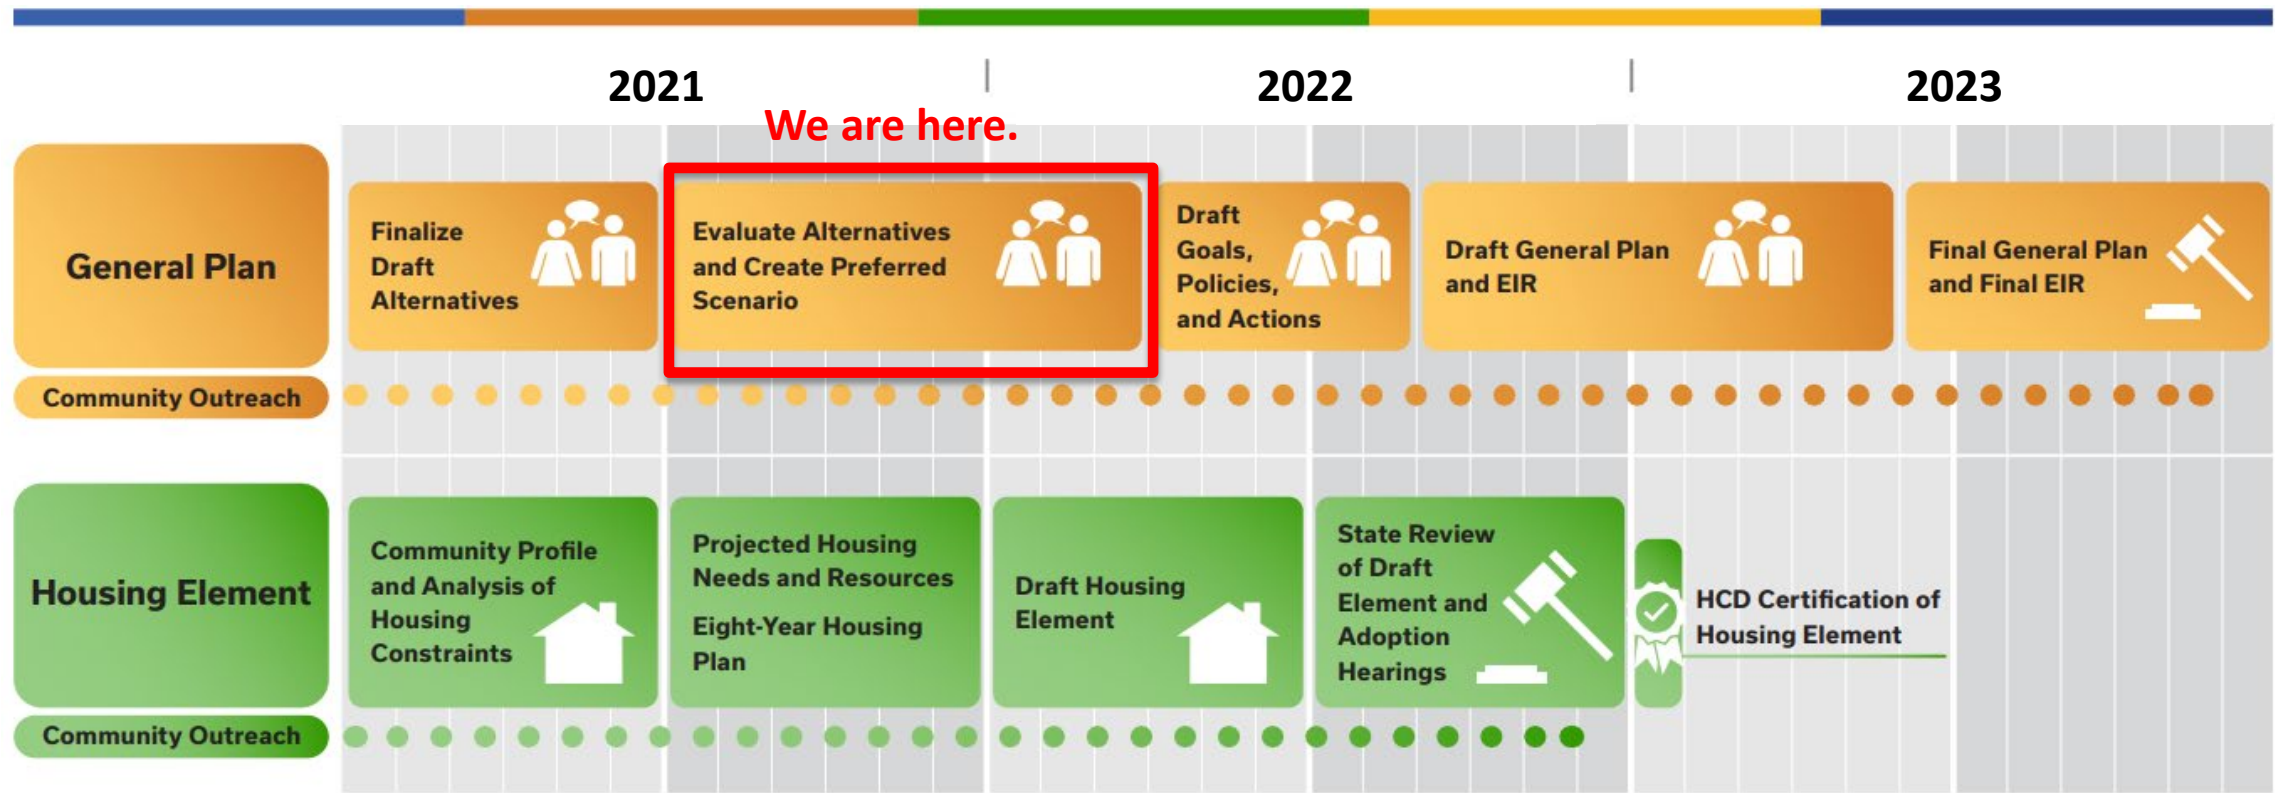 2021
2022
2023
We are here.
General Plan
Finalize
Draft
Alternatives
Evaluate Alternatives
and Create Preferred
Scenario
Draft
Goals,
Policies,
and Actions
Draft General Plan
and EIR
Final General Plan
and Final EIR
Community Outreach
Housing Element
Community Profile
and Analysis of
Housing
Constraints
Projected Housing
Needs and Resources
Eight-Year Housing
Plan
Draft Housing
Element
State Review
of Draft
Element and
Adoption
Hearings
HCD Certification of
Housing Element
Community Outreach